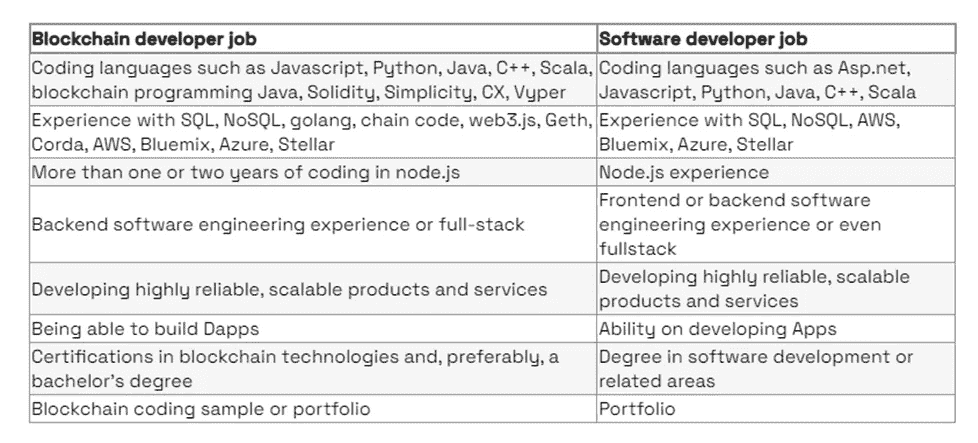 Blockchain developer job
Software developer job
Coding languages such as Javascript, Python, Java, C++, Scala,
blockchain programming Java, Solidity, Simplicity, CX, Vyper
Coding languages such as Asp.net,
Javascript, Python, Java, C++, Scala
Experience with SQL, NoSQL, golang, chain code, web3.js, Geth,
Corda, AWS, Bluemix, Azure, Stellar
Experience with SQL, NoSQL, AWS,
Bluemix, Azure, Stellar
More than one or two years of coding in node.js
Node.js experience
Backend software engineering experience or full-stack
Frontend or backend software
engineering experience or even
fullstack
Developing highly reliable, scalable products and services
Developing highly reliable, scalable
products and services
Being able to build Dapps
Ability on developing Apps
Certifications in blockchain technologies and, preferably, a
bachelor's degree
Degree in software development or
related areas
Blockchain coding sample or portfolio
Portfolio